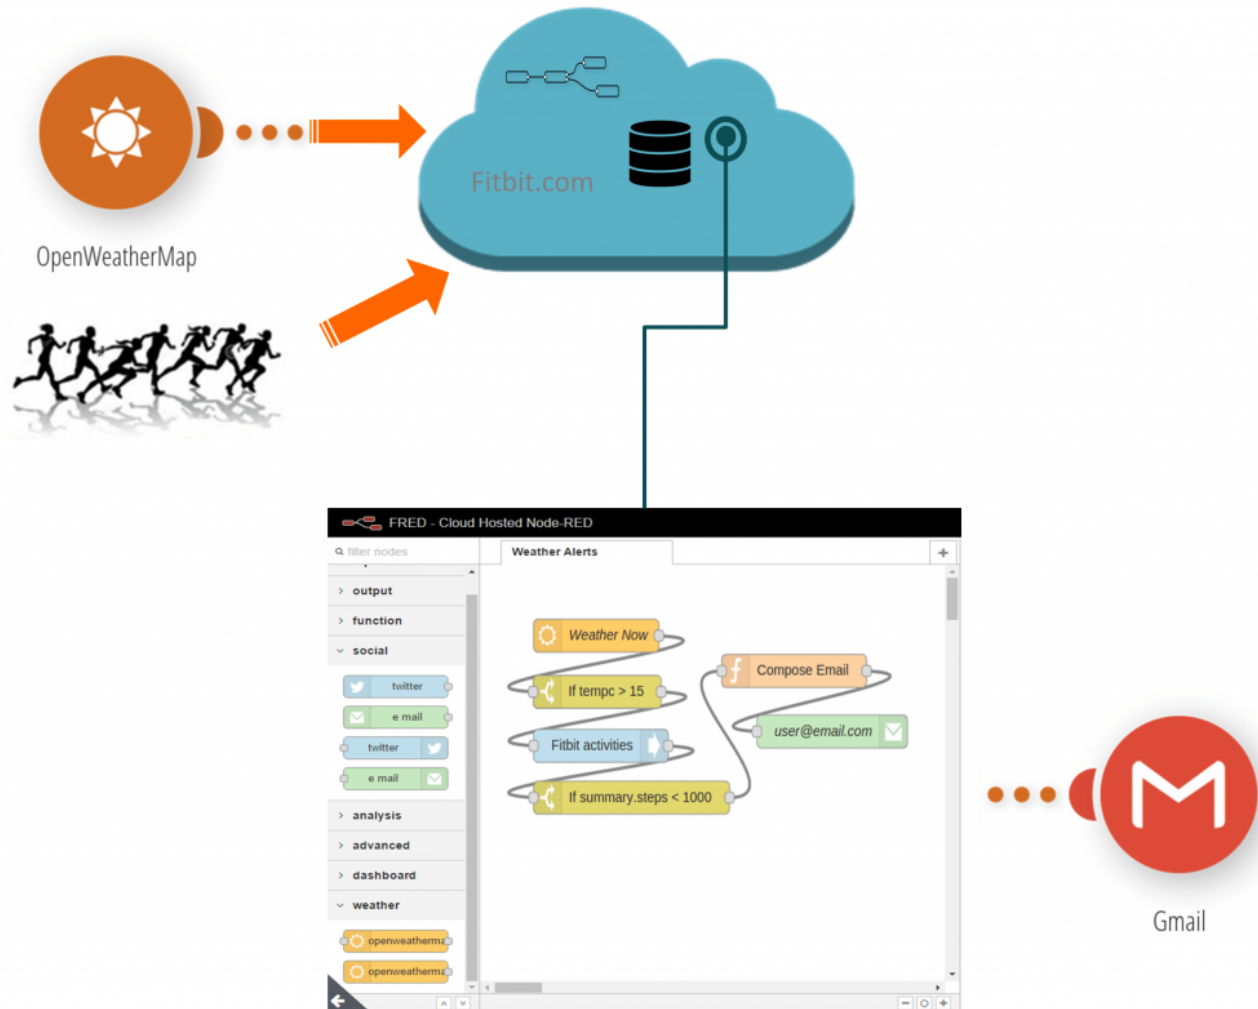 Fitbit.com
OpenWeatherMap
FRED - Cloud Hosted Node-RED
filter nodes
Weather Alerts
output
function
social
twitter
e mail
twitter
e mail
analysis
advanced
dashboard
weather
openweatherma
openweatherma
Weather Now
If tempc > 15
Fitbit activities
If summary.steps < 1000
Compose Email
user@email.com
Gmail